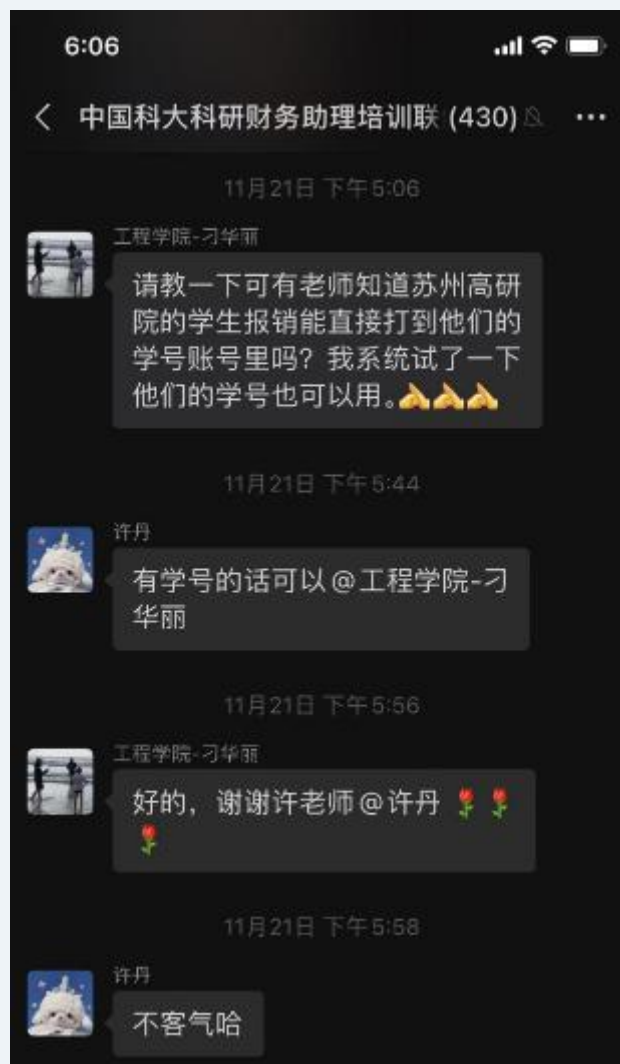 6:06
中国科大科研财务助理培训联 (430)
11月21日 下午5:06
工程学院-刁华丽
请教一下可有老师知道苏州高研
院的学生报销能直接打到他们的
学号账号里吗？我系统试了一下
他们的学号也可以用。
11月21日 下午5:44
许丹
有学号的话可以@工程学院-刁
华丽
11月21日 下午5:56
工程学院-刁华丽
好的，谢谢许老师@许丹
11月21日 下午5:58
许丹
不客气哈